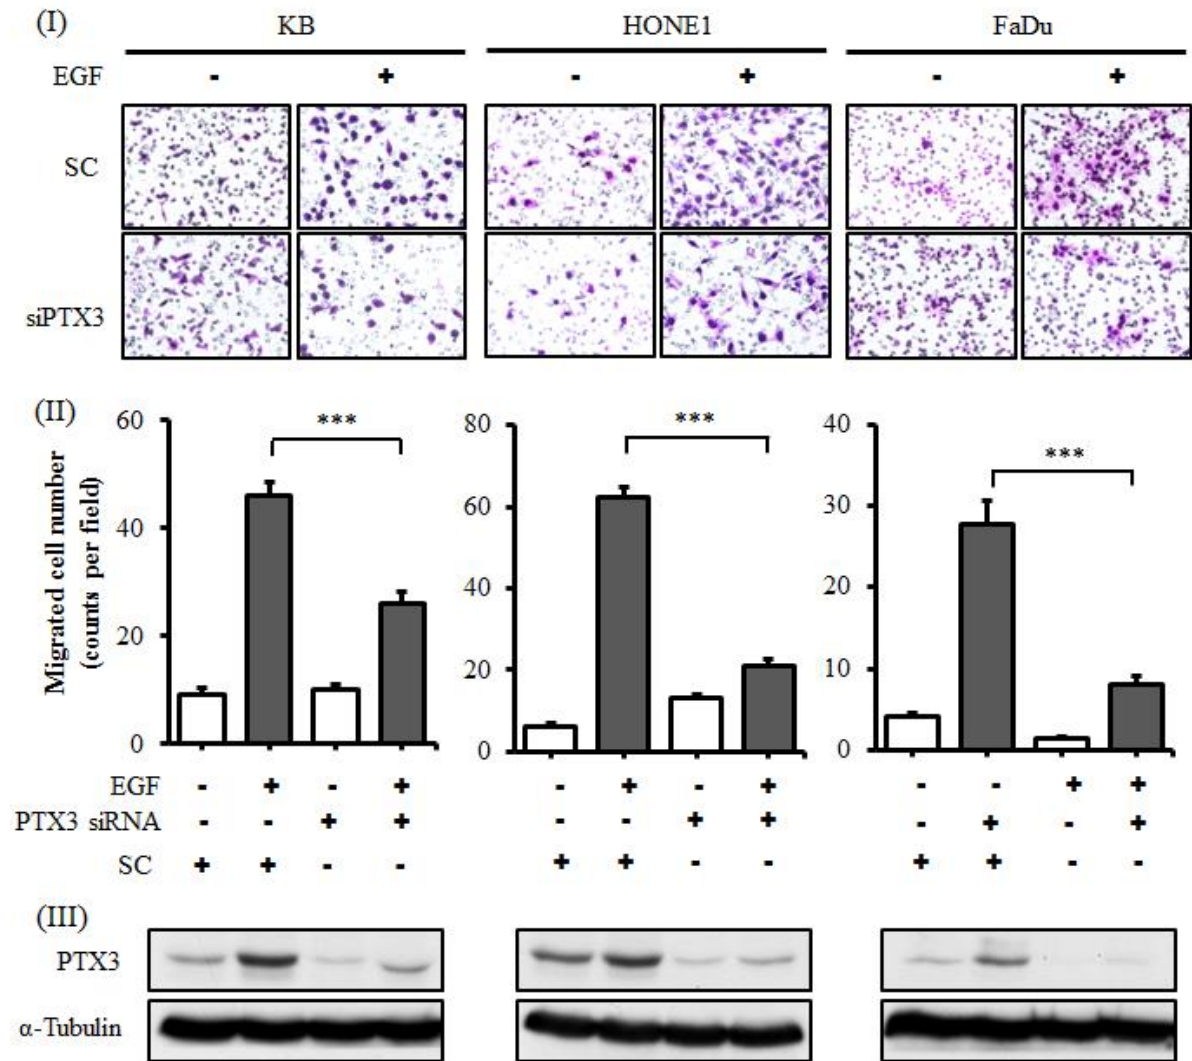 (I) KB HONE1 FaDu
EGF - + - + - +
SC
siPTX3
(II)
Migrated cell number
(counts per field)
60
40
20
0
***
80
60
40
20
0
***
40
30
20
10
0
***
EGF - + - + - + - + - - + +
PTX3 siRNA - - + + - - + + - + - +
SC + + - - + + - - + + - -
(III)
PTX3
α-Tubulin